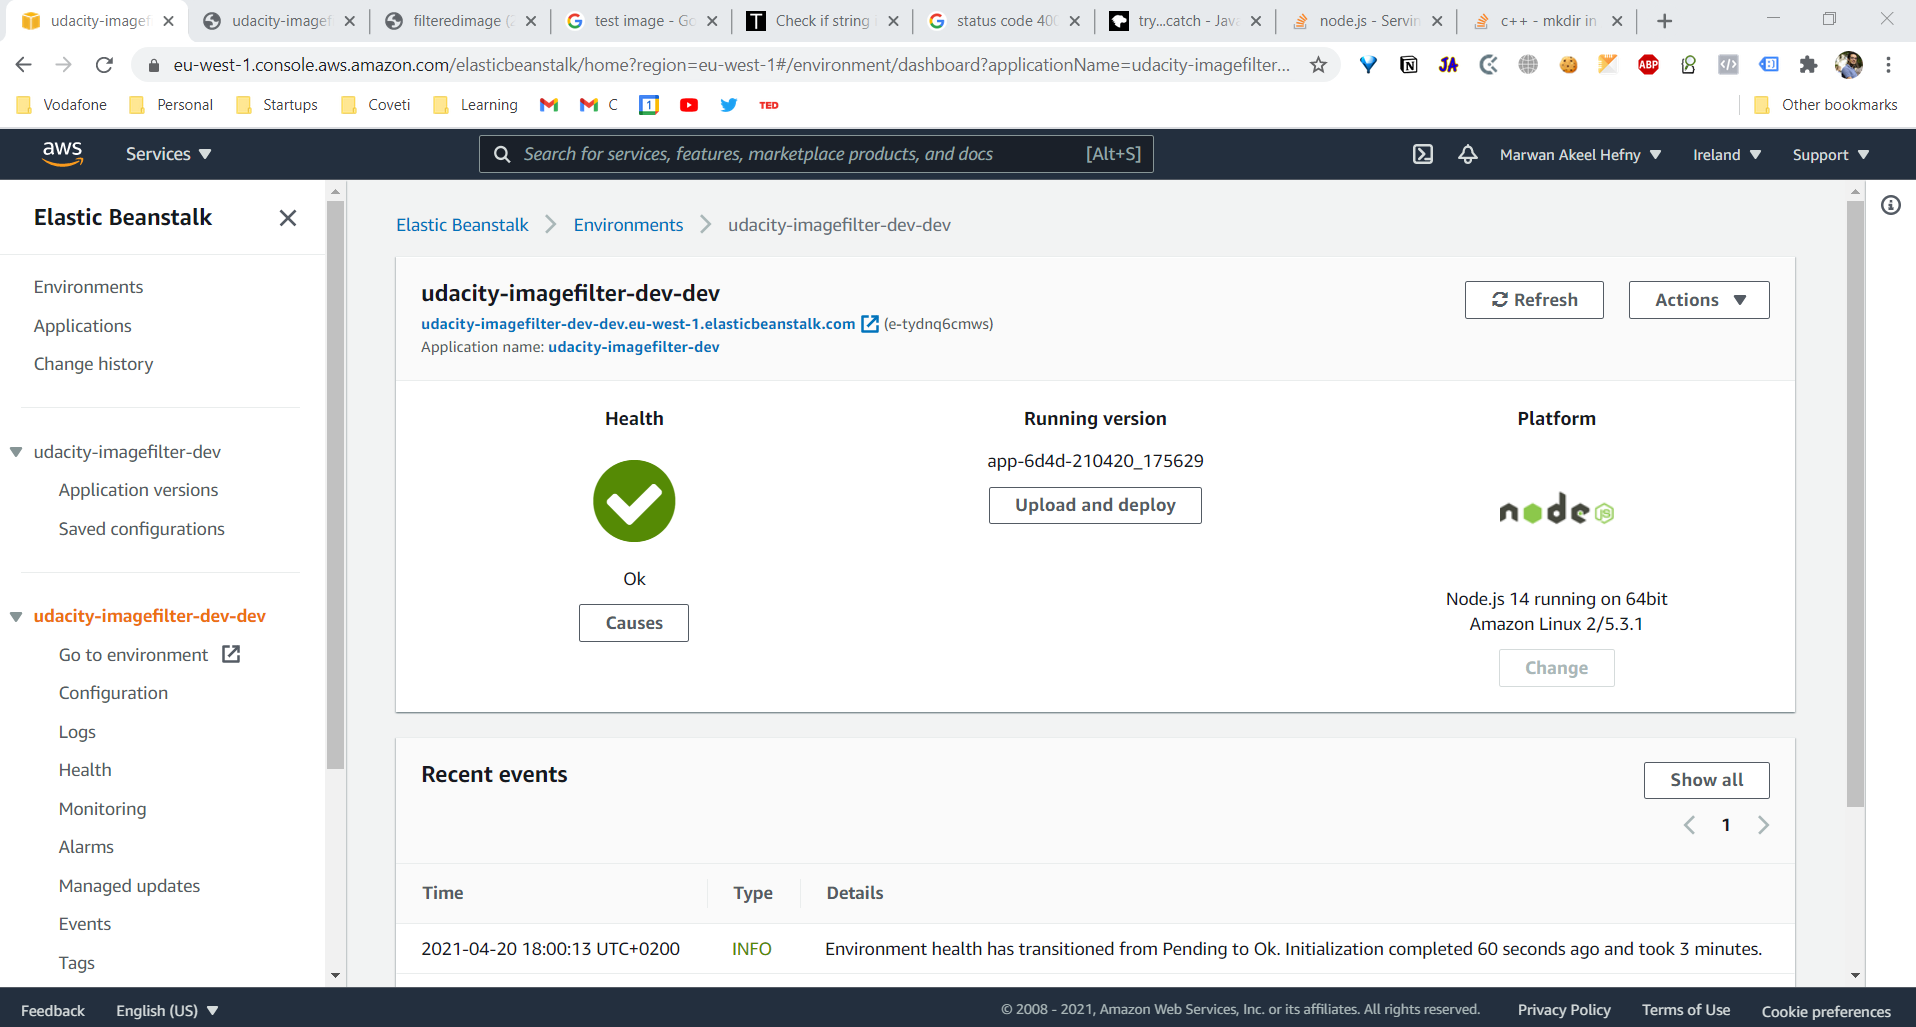 udacity-imagef
udacity-imagef
filteredimage (2
test image - Go
Check if string i
status code 400
try...catch - Java
node.js - Servin
c++ - mkdir in
eu-west-1.console.aws.amazon.com/elasticbeanstalk/home?region=eu-west-1#/environment/dashboard?applicationName=udacity-imagefilter...
JA
ABP
Vodafone
Personal
Startups
Coveti
Learning
C
1
TED
Other bookmarks
aws
Services
Search for services, features, marketplace products, and docs
[Alt+S]
Marwan Akeel Hefny
Ireland
Support
Elastic Beanstalk
Environments
Applications
Change history
udacity-imagefilter-dev
Application versions
Saved configurations
udacity-imagefilter-dev-dev
Go to environment
Configuration
Logs
Health
Monitoring
Alarms
Managed updates
Events
Tags
Elastic Beanstalk > Environments > udacity-imagefilter-dev-dev
udacity-imagefilter-dev-dev
udacity-imagefilter-dev-dev.eu-west-1.elasticbeanstalk.com (e-tydnq6cmws)
Application name: udacity-imagefilter-dev
Refresh
Actions
Health
Ok
Causes
Running version
app-6d4d-210420_175629
Upload and deploy
Platform
node JS
Node.js 14 running on 64bit
Amazon Linux 2/5.3.1
Change
Recent events
Show all
1
Time Type Details
2021-04-20 18:00:13 UTC+0200 INFO Environment health has transitioned from Pending to Ok. Initialization completed 60 seconds ago and took 3 minutes.
Feedback
English (US)
© 2008 - 2021, Amazon Web Services, Inc. or its affiliates. All rights reserved.
Privacy Policy
Terms of Use
Cookie preferences